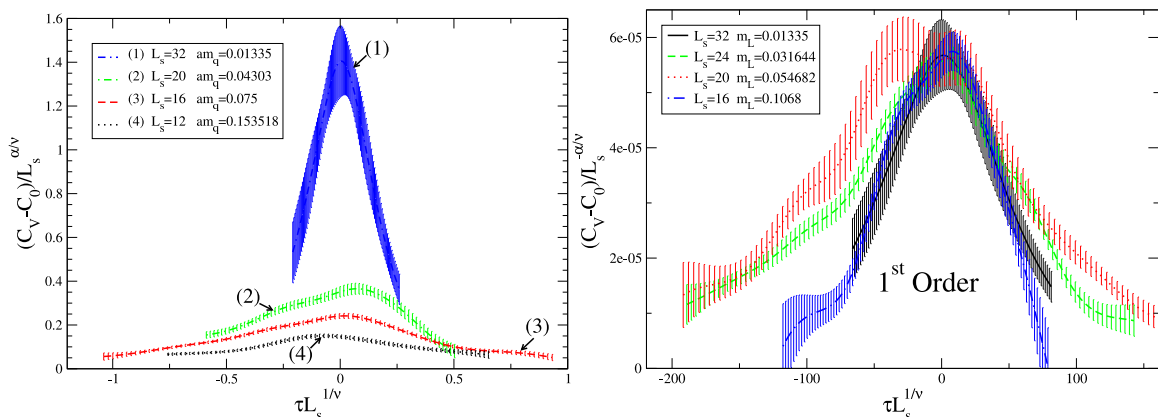 1.6
1.4
1.2
1
0.8
0.6
0.4
0.2
0
(C_V-C_0)/L_s^{α/ν}
(1) L_s=32 am_q=0.01335
(2) L_s=20 am_q=0.04303
(3) L_s=16 am_q=0.075
(4) L_s=12 am_q=0.153518
(1)
(2)
(3)
(4)
-1 -0.5 0 0.5 1
τL_s^{1/ν}
6e-05
4e-05
2e-05
0
(C_V-C_0)/L_s^{-α/ν}
L_s=32 m_L=0.01335
L_s=24 m_L=0.031644
L_s=20 m_L=0.054682
L_s=16 m_L=0.1068
1^{st} Order
-200 -100 0 100
τL_s^{1/ν}